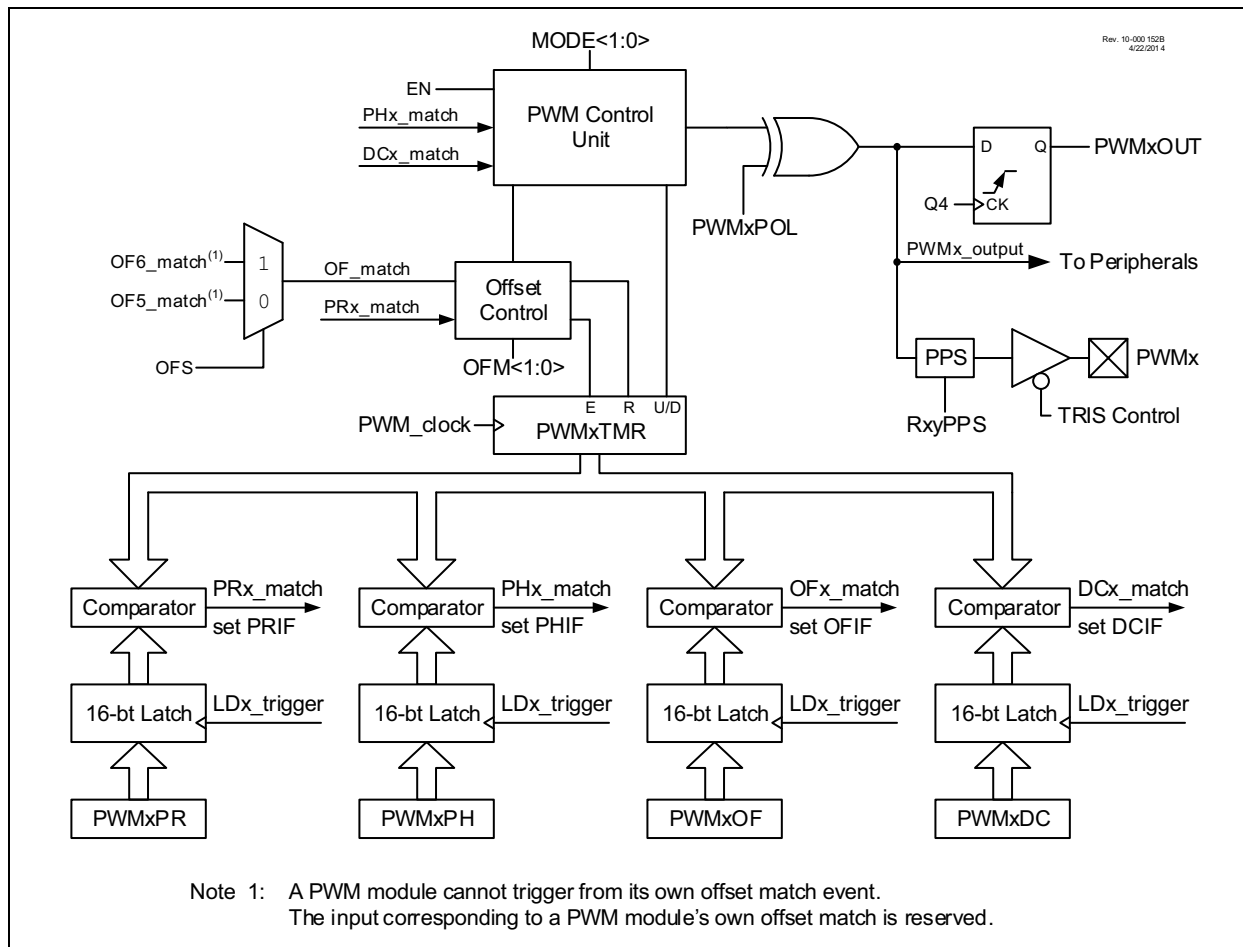 MODE<1:0>
Rev. 10-000 152B
4/22/201 4
EN
PHx_match
DCx_match
PWM Control
Unit
PWMxPOL
D Q
PWMxOUT
Q4
CK
OF6_match(1)
OF5_match(1)
1
0
OFS
OF_match
PRx_match
Offset
Control
OFM<1:0>
PWMx_output
To Peripherals
PPS
PWMx
RxyPPS
TRIS Control
PWM_clock
E R U/D
PWMxTMR
Comparator
PRx_match
set PRIF
Comparator
PHx_match
set PHIF
Comparator
OFx_match
set OFIF
Comparator
DCx_match
set DCIF
16-bt Latch
LDx_trigger
16-bt Latch
LDx_trigger
16-bt Latch
LDx_trigger
16-bt Latch
LDx_trigger
PWMxPR
PWMxPH
PWMxOF
PWMxDC
Note 1: A PWM module cannot trigger from its own offset match event.
The input corresponding to a PWM module's own offset match is reserved.